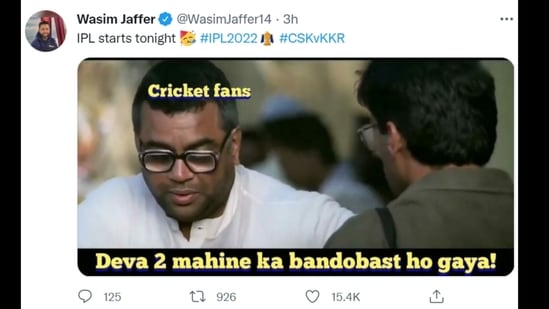 Wasim Jaffer @WasimJaffer14 · 3h
IPL starts tonight 🥳 #IPL2022 #CSKvKKR
Cricket fans
Deva 2 mahine ka bandobast ho gaya!
125 926 15.4K